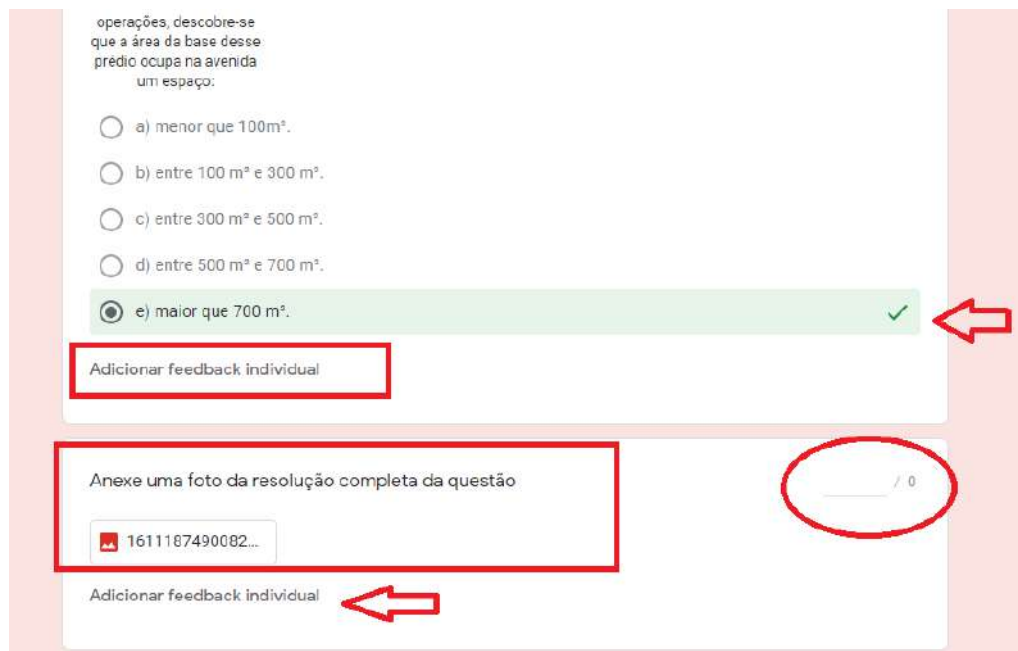 operações, descobre-se
que a área da base desse
prédio ocupa na avenida
um espaço:
a) menor que 100m².
b) entre 100 m² e 300 m².
c) entre 300 m² e 500 m².
d) entre 500 m² e 700 m².
e) maior que 700 m².
Adicionar feedback individual
Anexe uma foto da resolução completa da questão
/ 0
1611187490082...
Adicionar feedback individual